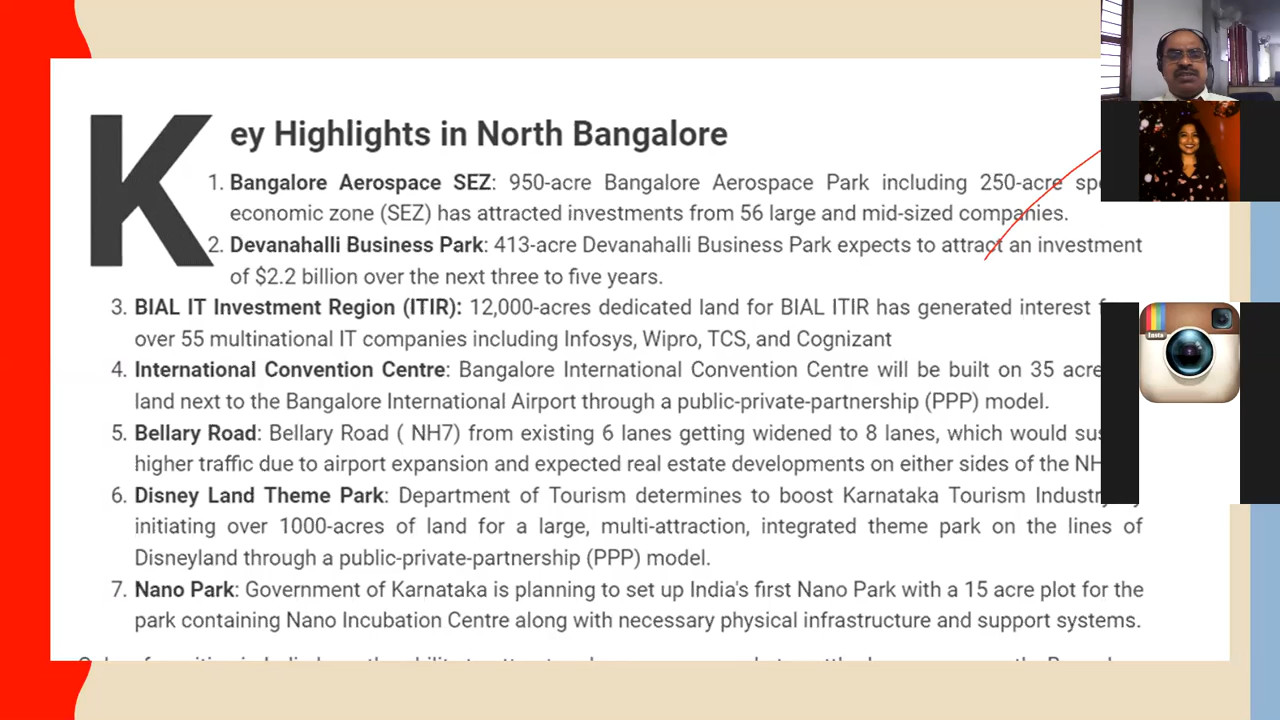 Key Highlights in North Bangalore
1. Bangalore Aerospace SEZ: 950-acre Bangalore Aerospace Park including 250-acre
economic zone (SEZ) has attracted investments from 56 large and mid-sized companies.
2. Devanahalli Business Park: 413-acre Devanahalli Business Park expects to attract an investment
of $2.2 billion over the next three to five years.
3. BIAL IT Investment Region (ITIR): 12,000-acres dedicated land for BIAL ITIR has generated interest
over 55 multinational IT companies including Infosys, Wipro, TCS, and Cognizant
4. International Convention Centre: Bangalore International Convention Centre will be built on 35
land next to the Bangalore International Airport through a public-private-partnership (PPP) model.
5. Bellary Road: Bellary Road ( NH7) from existing 6 lanes getting widened to 8 lanes, which would
higher traffic due to airport expansion and expected real estate developments on either sides of the
6. Disney Land Theme Park: Department of Tourism determines to boost Karnataka Tourism
initiating over 1000-acres of land for a large, multi-attraction, integrated theme park on the lines of
Disneyland through a public-private-partnership (PPP) model.
7. Nano Park: Government of Karnataka is planning to set up India's first Nano Park with a 15 acre plot for the
park containing Nano Incubation Centre along with necessary physical infrastructure and support systems.
Insta